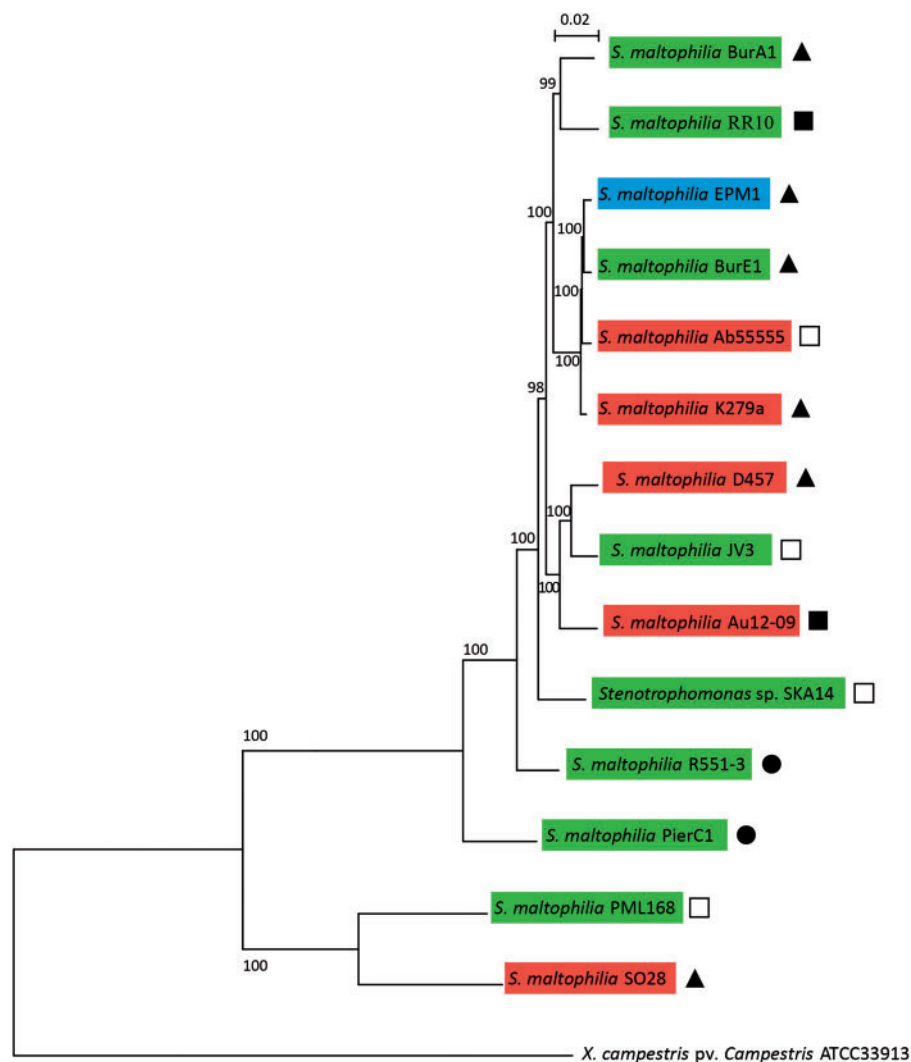 0.02
S. maltophilia BurA1
99
S. maltophilia RR10
S. maltophilia EPM1
100
100
S. maltophilia BurE1
100
S. maltophilia Ab55555
100
98
S. maltophilia K279a
S. maltophilia D457
100
100
S. maltophilia JV3
100
S. maltophilia Au12-09
100
Stenotrophomonas sp. SKA14
100
S. maltophilia R551-3
S. maltophilia PierC1
S. maltophilia PML168
100
S. maltophilia SO28
X. campestris pv. Campestris ATCC33913